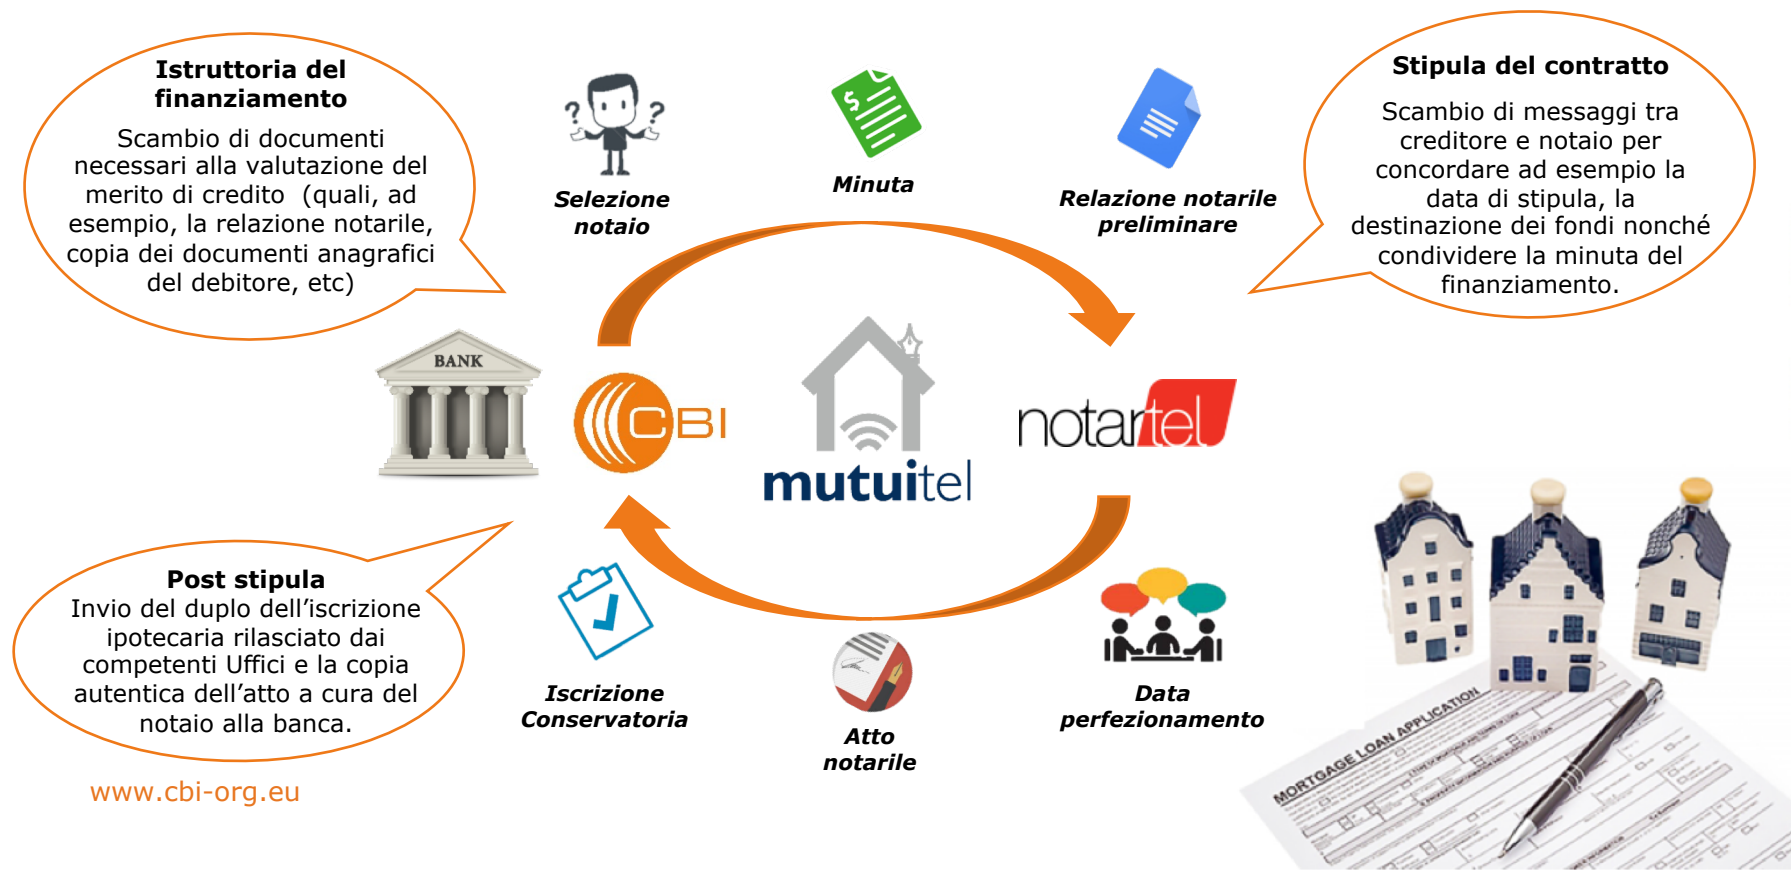 Istruttoria del
finanziamento
Scambio di documenti
necessari alla valutazione del
merito di credito (quali, ad
esempio, la relazione notarile,
copia dei documenti anagrafici
del debitore, etc)
Selezione
notaio
Minuta
Relazione notarile
preliminare
Stipula del contratto
Scambio di messaggi tra
creditore e notaio per
concordare ad esempio la
data di stipula, la
destinazione dei fondi nonché
condividere la minuta del
finanziamento.
BANK
CBI
mutuitel
notartel
Post stipula
Invio del duplo dell’iscrizione
ipotecaria rilasciato dai
competenti Uffici e la copia
autentica dell’atto a cura del
notaio alla banca.
Iscrizione
Conservatoria
Atto
notarile
Data
perfezionamento
MORTGAGE LOAN APPLICATION
www.cbi-org.eu